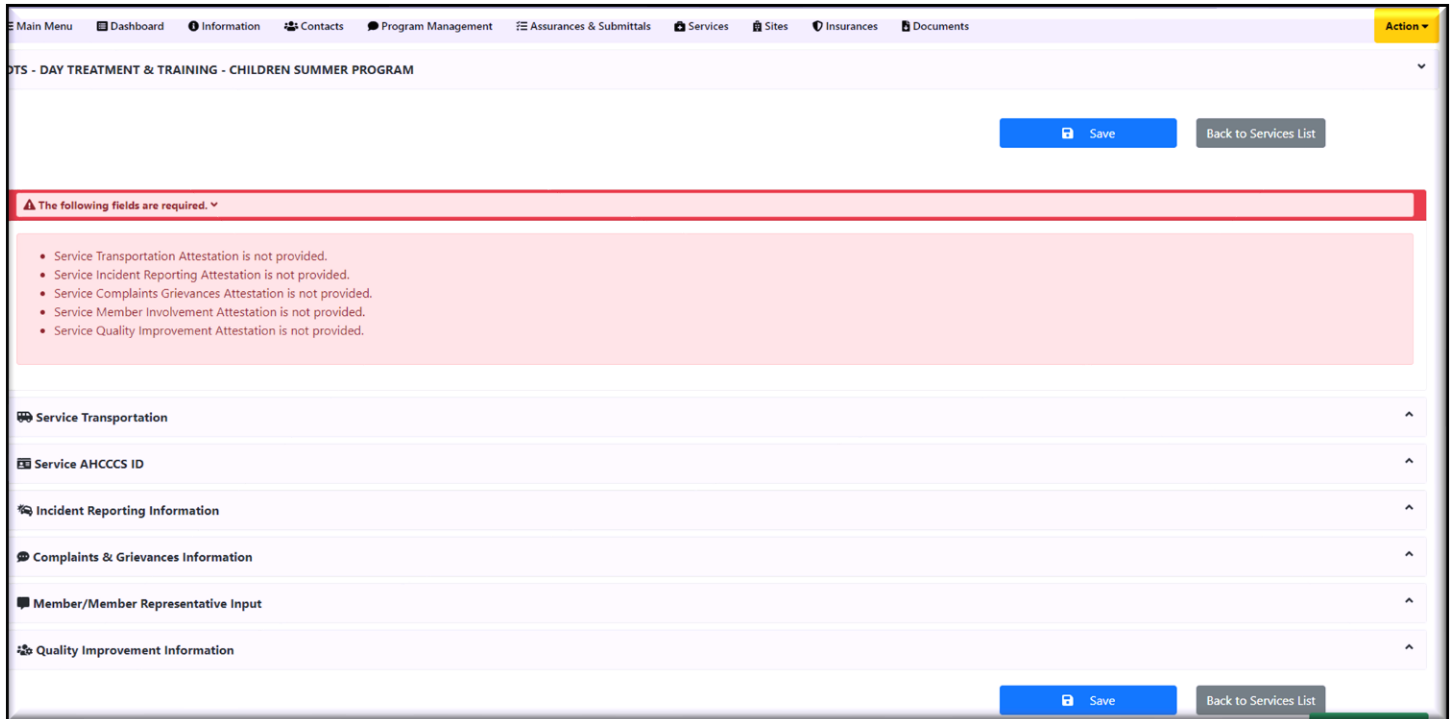 Main Menu Dashboard Information Contacts Program Management Assurances & Submittals Services Sites Insurances Documents Action
DTS - DAY TREATMENT & TRAINING - CHILDREN SUMMER PROGRAM
Save Back to Services List
The following fields are required.
Service Transportation Attestation is not provided.
Service Incident Reporting Attestation is not provided.
Service Complaints Grievances Attestation is not provided.
Service Member Involvement Attestation is not provided.
Service Quality Improvement Attestation is not provided.
Service Transportation
Service AHCCCS ID
Incident Reporting Information
Complaints & Grievances Information
Member/Member Representative Input
Quality Improvement Information
Save Back to Services List